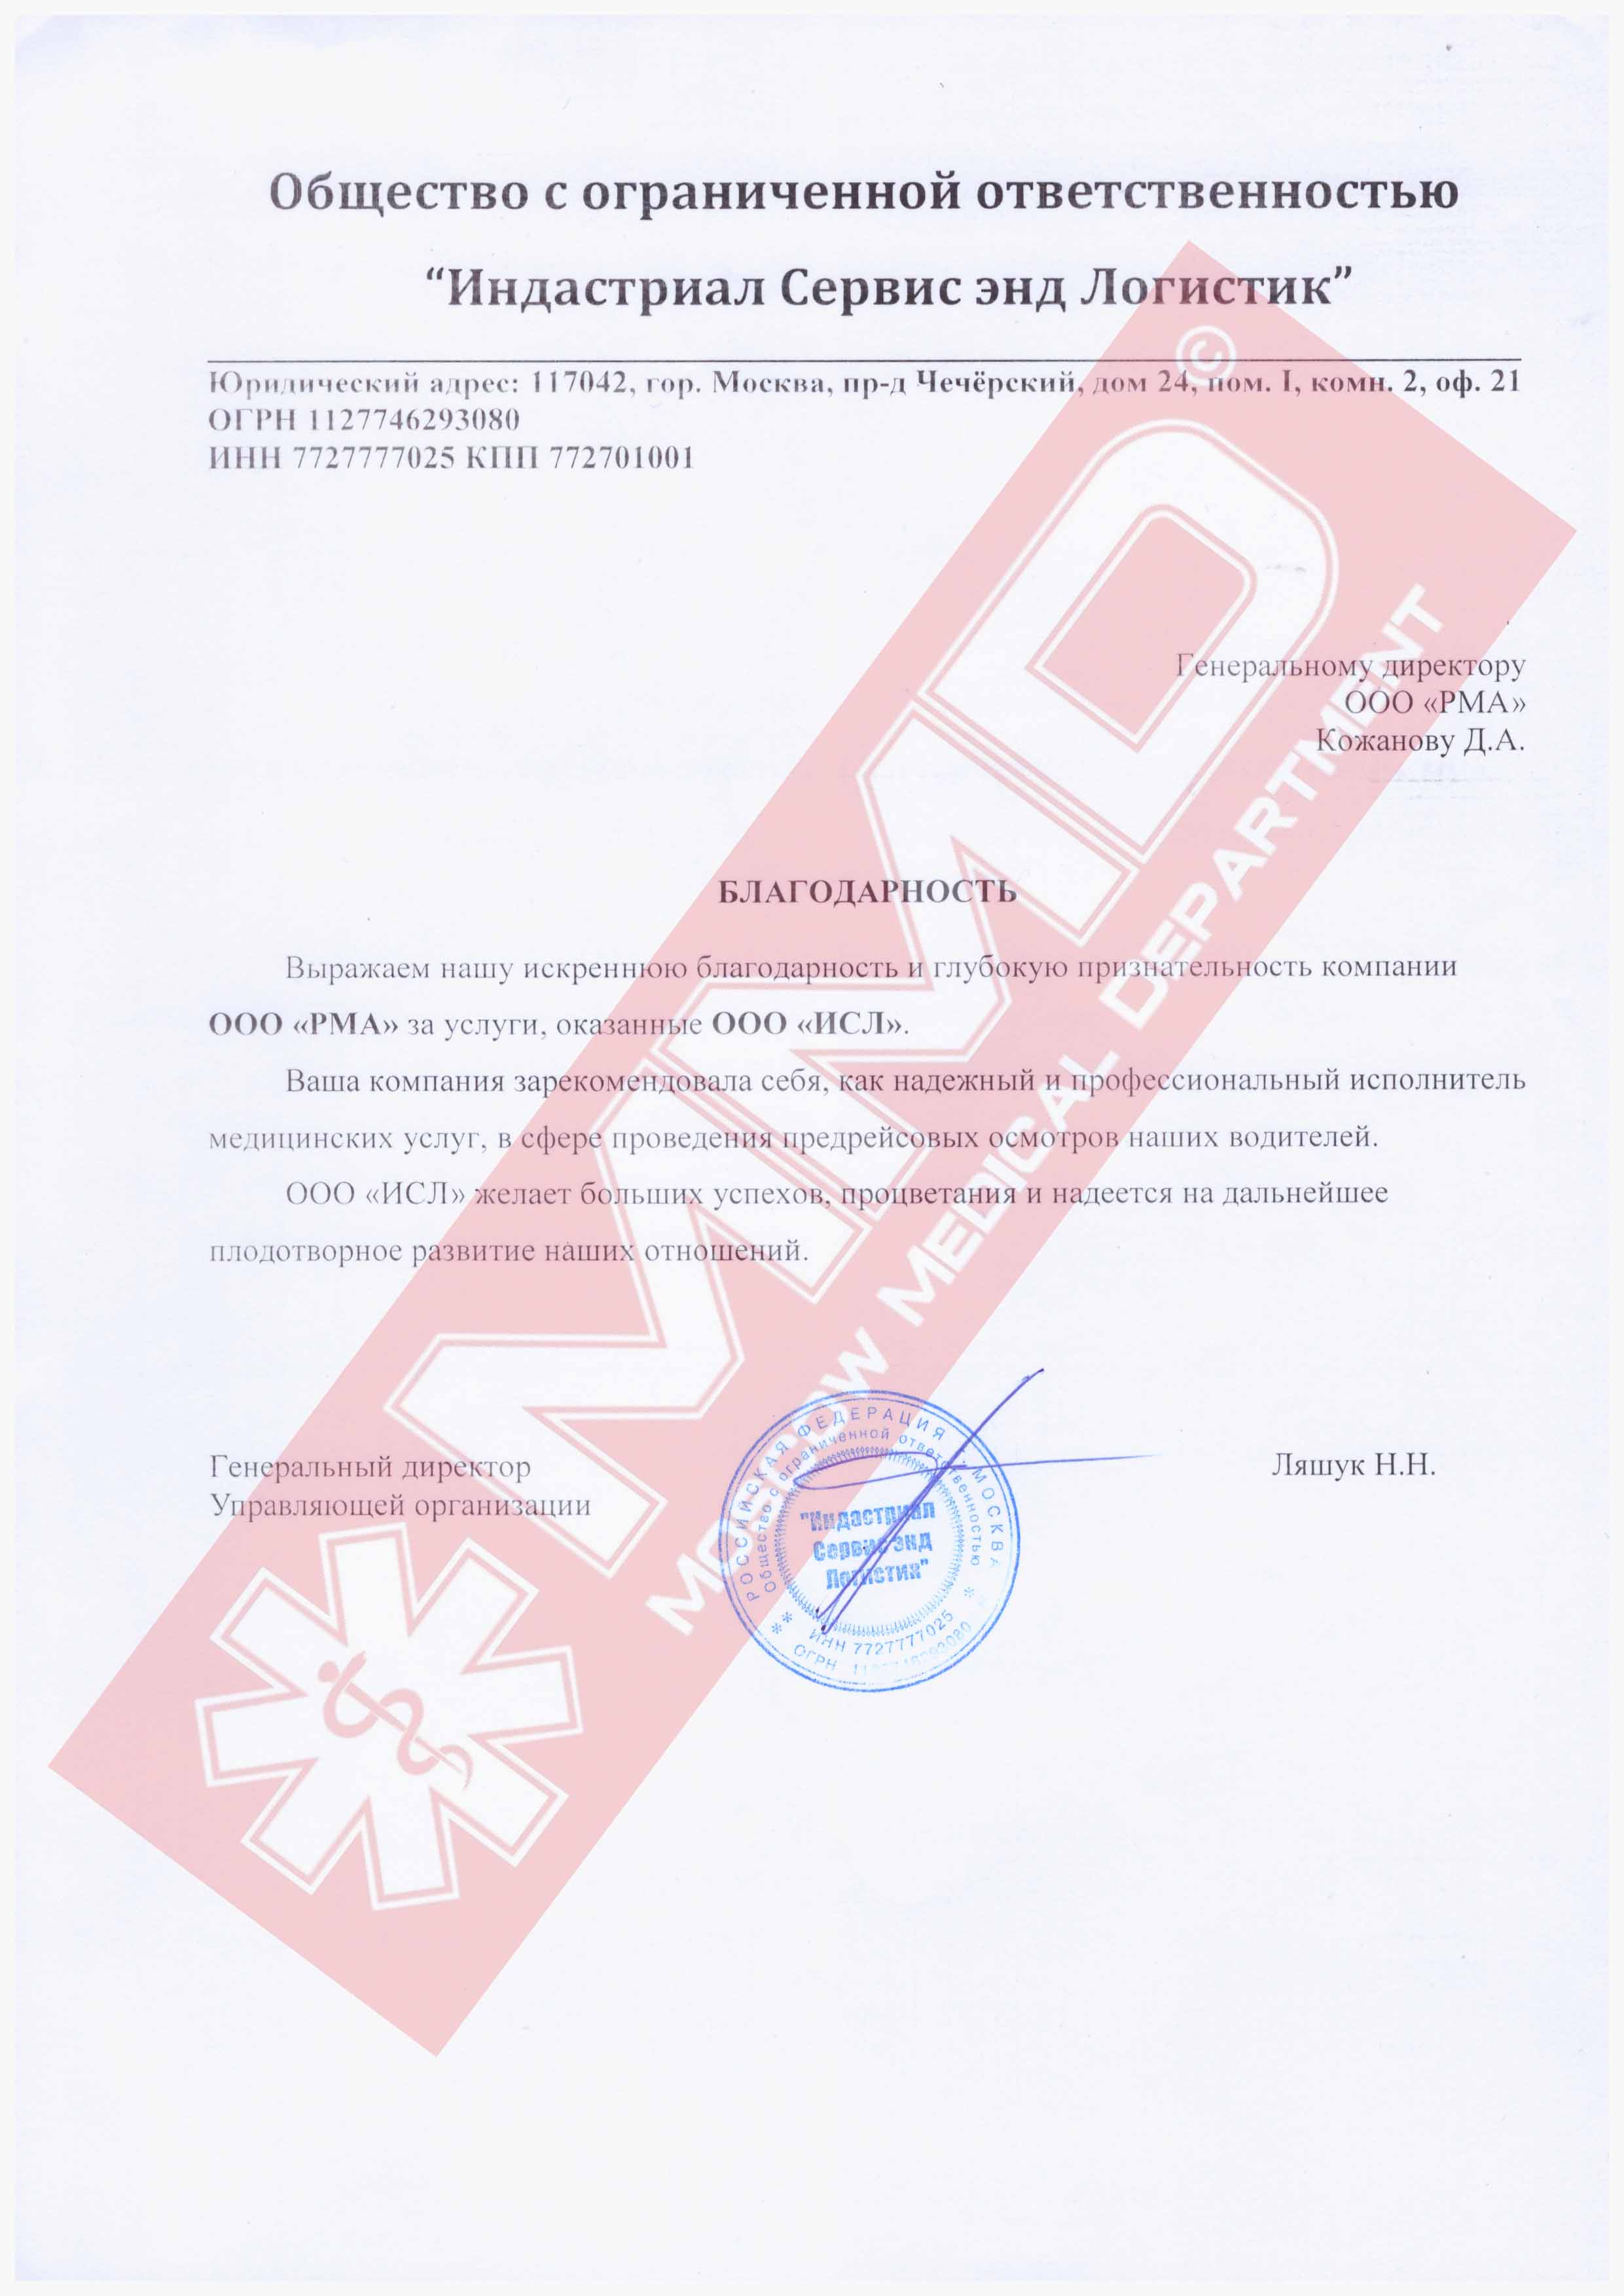 Общество с ограниченной ответственностью
“Индастриал Сервис энд Логистик”
Юридический адрес: 117042, гор. Москва, пр-д Чечёрский, дом 24, пом. I, комн. 2, оф. 21
ОГРН 1127746293080
ИНН 7727777025 КПП 772701001
Генеральному директору
ООО «РМА»
Кожанову Д.А.
БЛАГОДАРНОСТЬ
Выражаем нашу искреннюю благодарность и глубокую признательность компании
ООО «РМА» за услуги, оказанные ООО «ИСЛ».
Ваша компания зарекомендовала себя, как надежный и профессиональный исполнитель
медицинских услуг, в сфере проведения предрейсовых осмотров наших водителей.
ООО «ИСЛ» желает больших успехов, процветания и надеется на дальнейшее
плодотворное развитие наших отношений.
Генеральный директор
Управляющей организации
Ляшук Н.Н.
РОССИЙСКАЯ ФЕДЕРАЦИЯ * МОСКВА
Общество с ограниченной ответственностью
"Индастриал
Сервис энд
Логистик"
ИНН 7727777025
ОГРН 1127746293080
©
MMD
MOSCOW MEDICAL DEPARTMENT